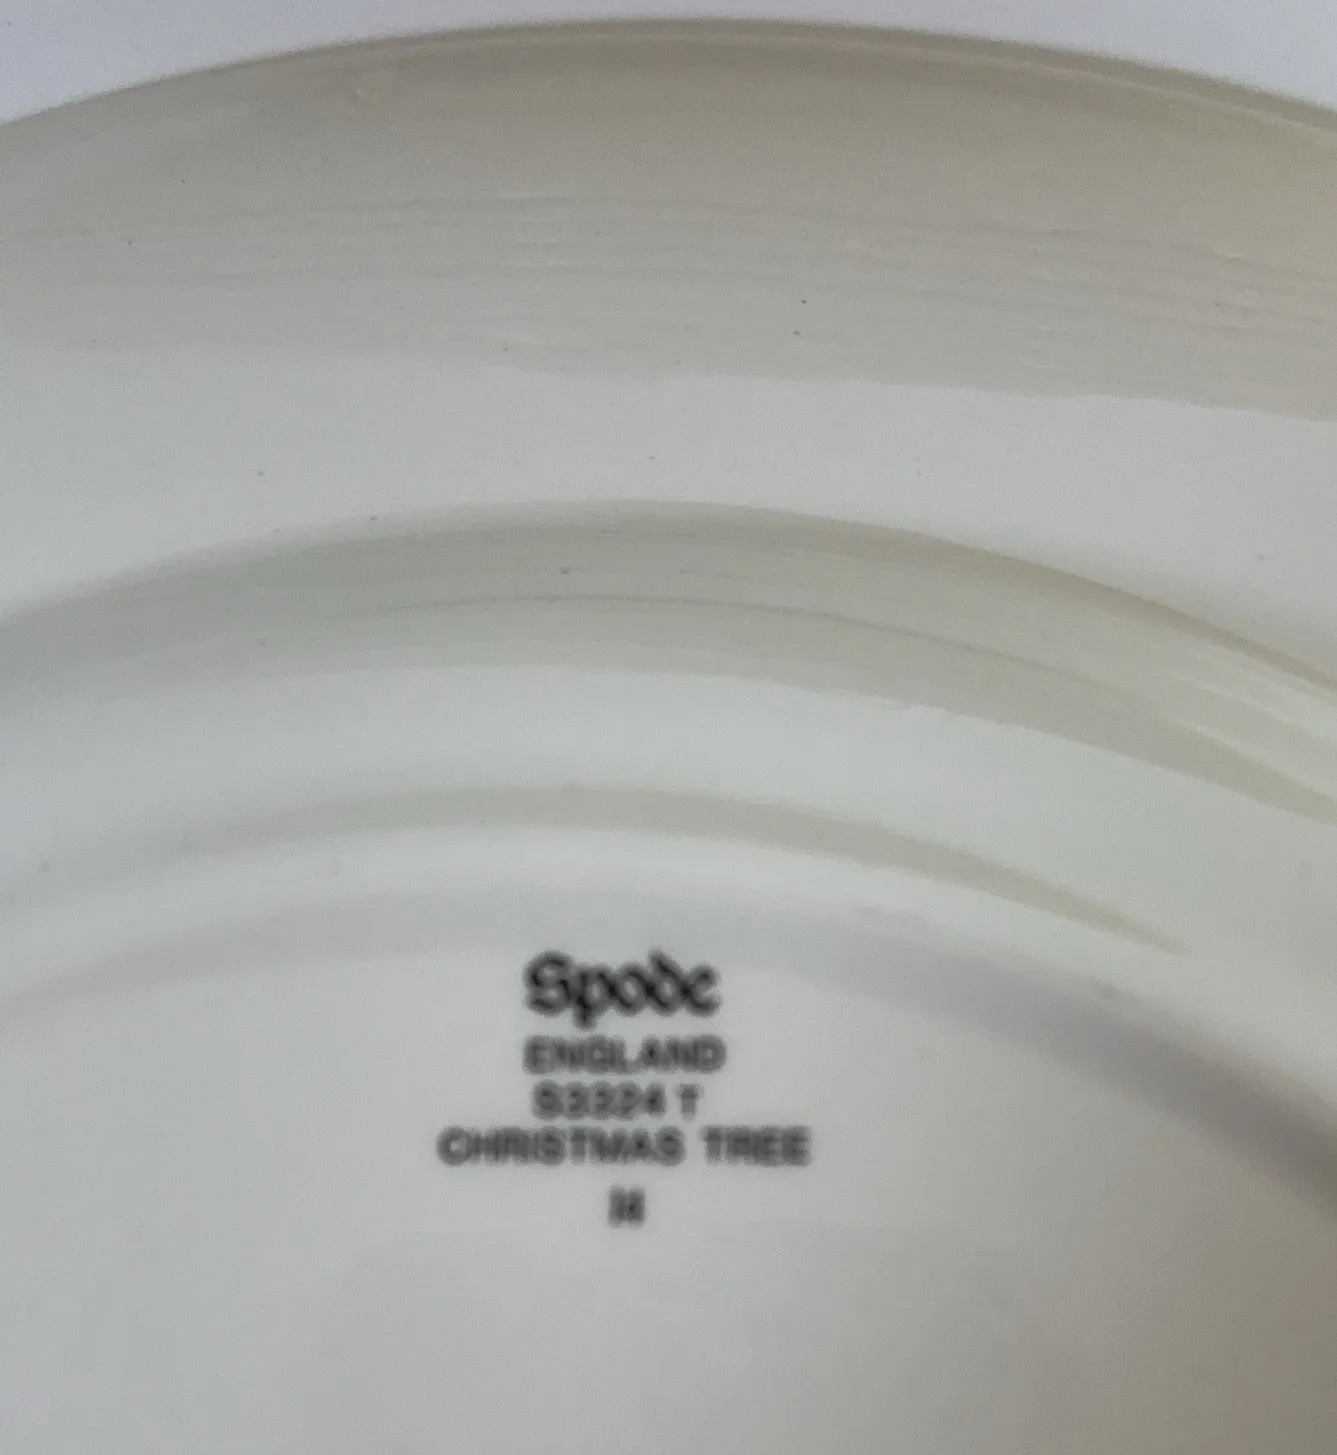 Spode
ENGLAND
S3324 T
CHRISTMAS TREE